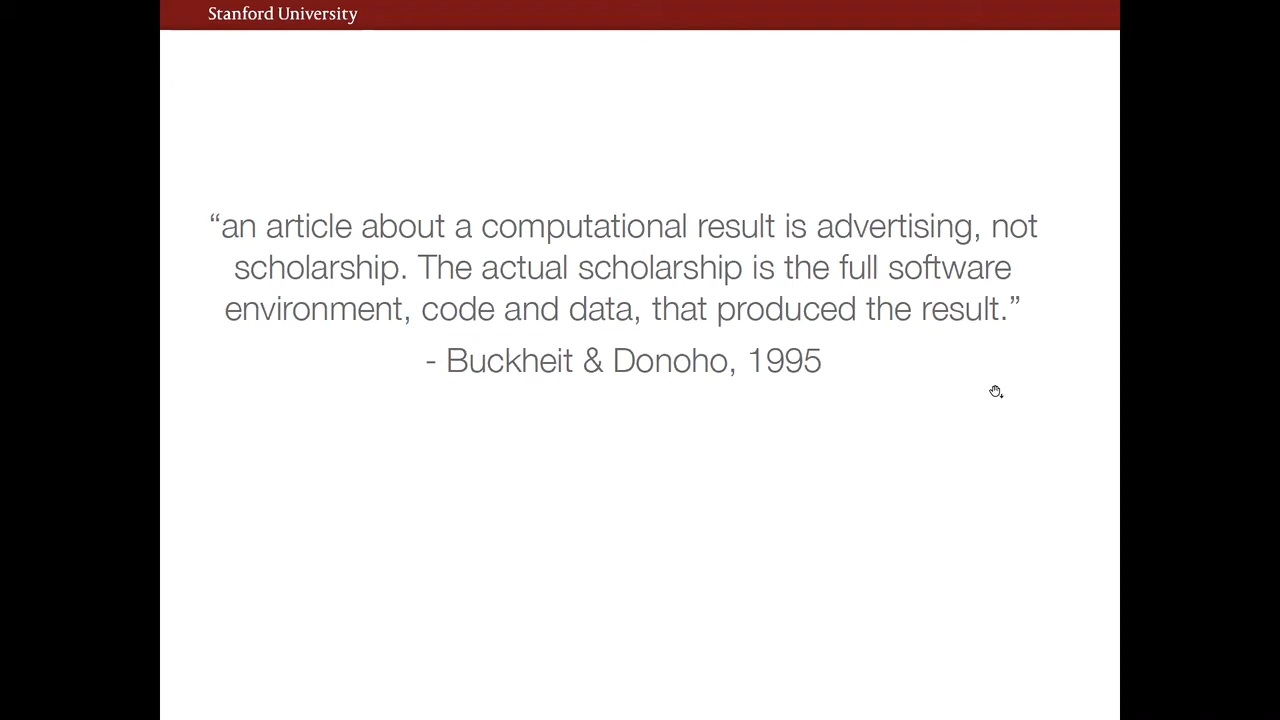 Stanford University
“an article about a computational result is advertising, not
scholarship. The actual scholarship is the full software
environment, code and data, that produced the result.”
- Buckheit & Donoho, 1995